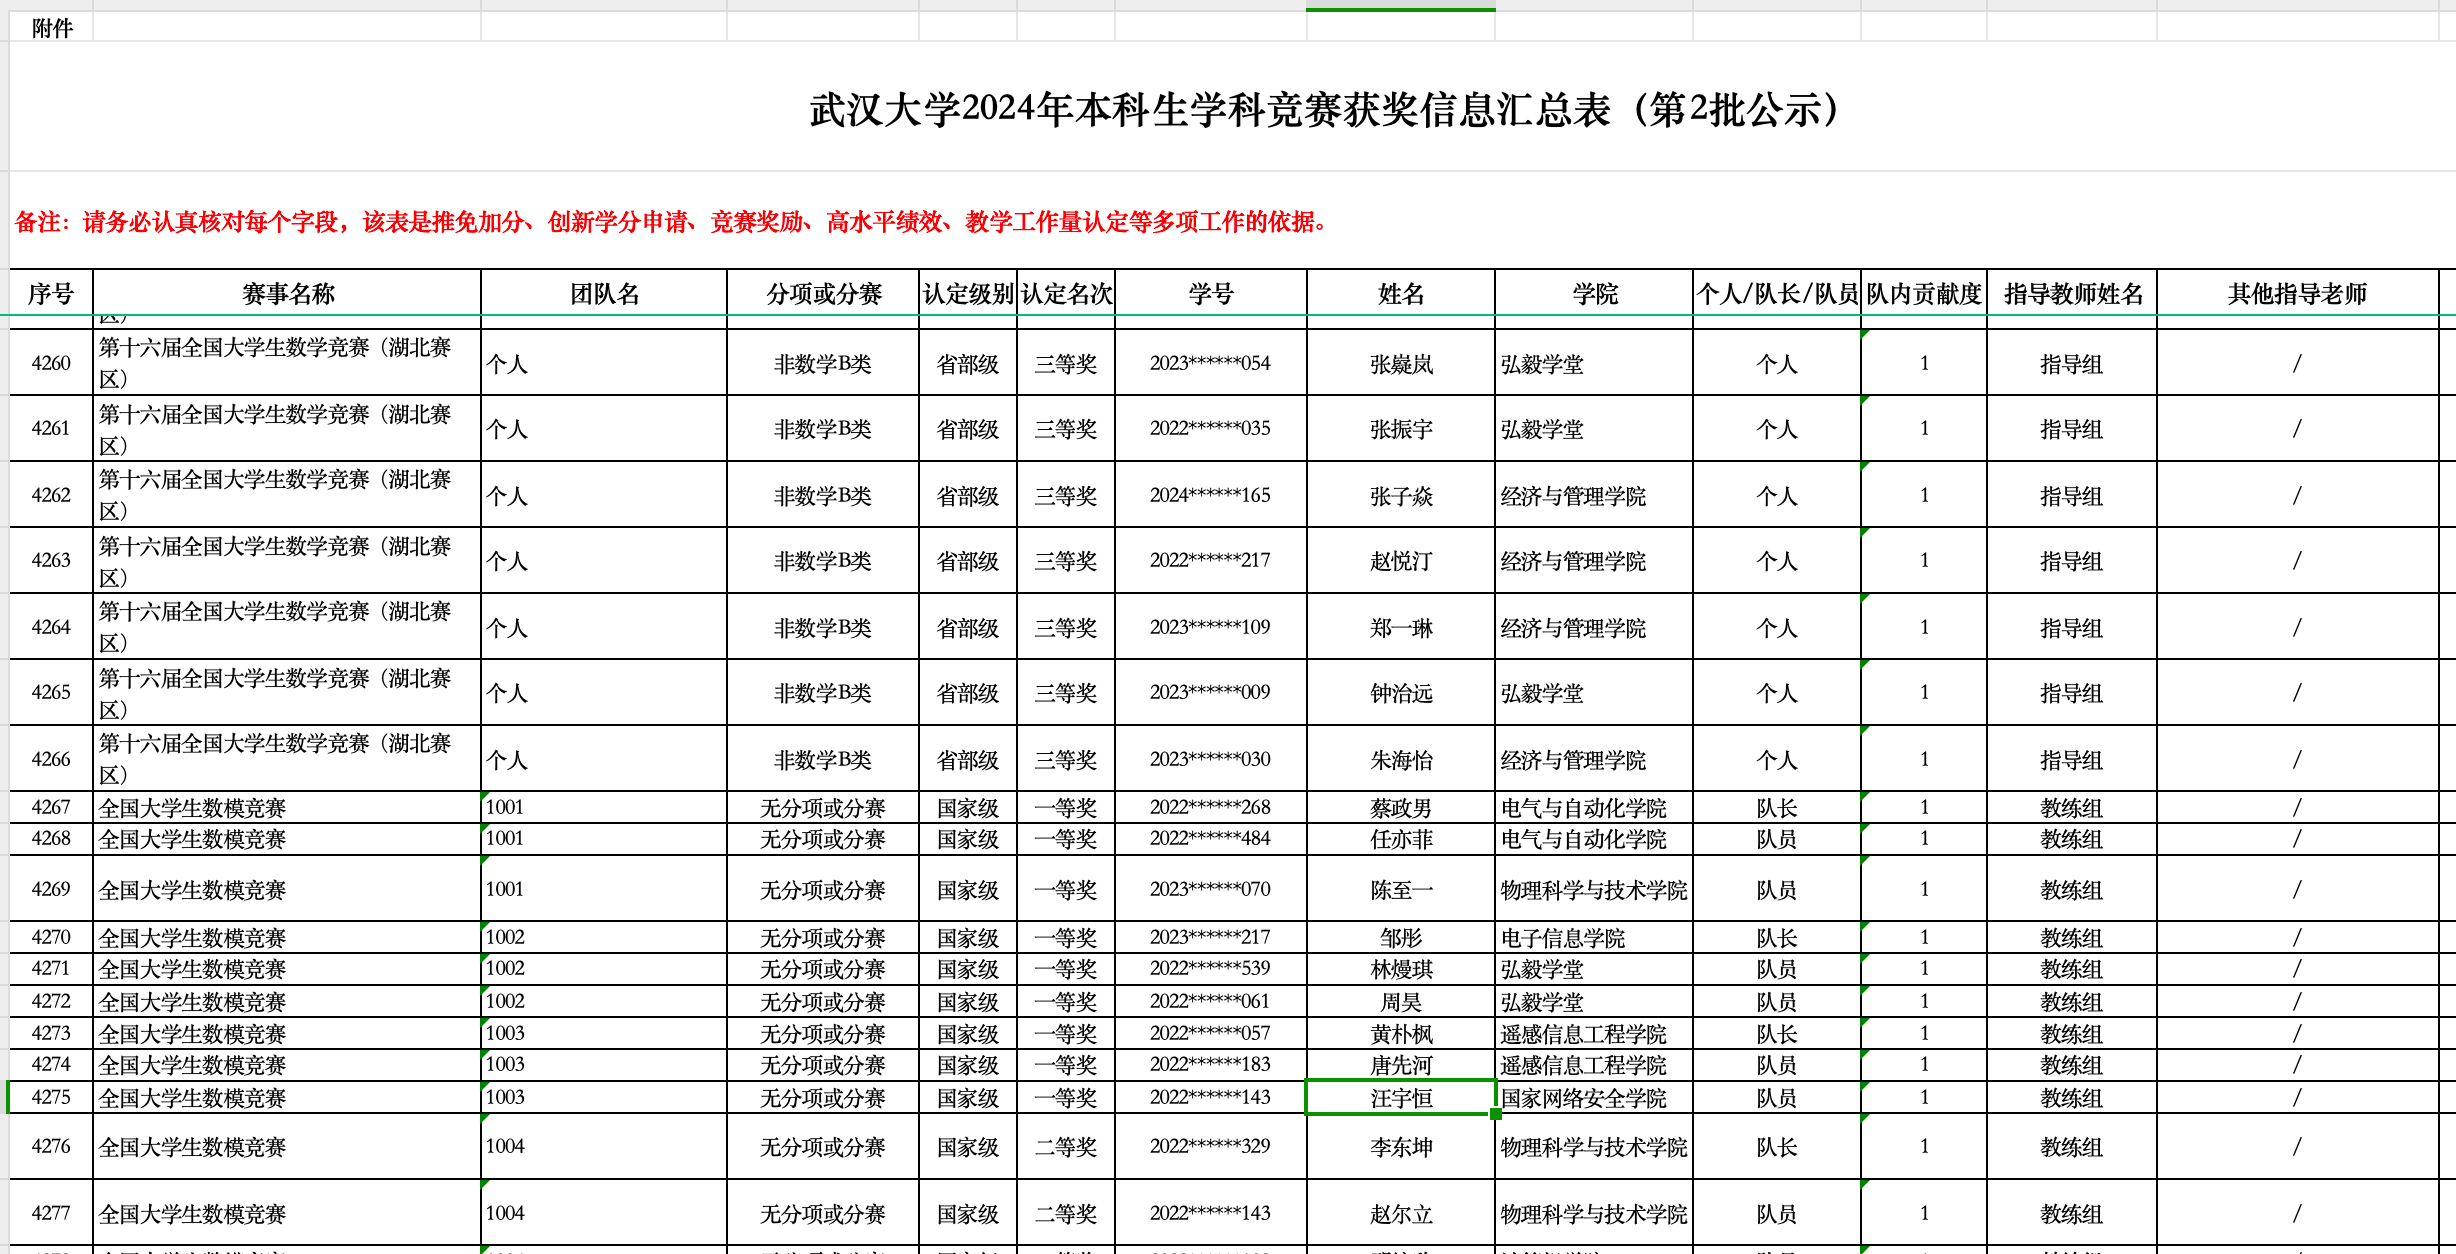 附件
武汉大学2024年本科生学科竞赛获奖信息汇总表（第2批公示）
备注：请务必认真核对每个字段，该表是推免加分、创新学分申请、竞赛奖励、高水平绩效、教学工作量认定等多项工作的依据。
序号 赛事名称 团队名 分项或分赛 认定级别 认定名次 学号 姓名 学院 个人/队长/队员 队内贡献度 指导教师姓名 其他指导老师
区）
4260 第十六届全国大学生数学竞赛（湖北赛
区） 个人 非数学B类 省部级 三等奖 2023******054 张嶷岚 弘毅学堂 个人 1 指导组 /
4261 第十六届全国大学生数学竞赛（湖北赛
区） 个人 非数学B类 省部级 三等奖 2022******035 张振宇 弘毅学堂 个人 1 指导组 /
4262 第十六届全国大学生数学竞赛（湖北赛
区） 个人 非数学B类 省部级 三等奖 2024******165 张子焱 经济与管理学院 个人 1 指导组 /
4263 第十六届全国大学生数学竞赛（湖北赛
区） 个人 非数学B类 省部级 三等奖 2022******217 赵悦汀 经济与管理学院 个人 1 指导组 /
4264 第十六届全国大学生数学竞赛（湖北赛
区） 个人 非数学B类 省部级 三等奖 2023******109 郑一琳 经济与管理学院 个人 1 指导组 /
4265 第十六届全国大学生数学竞赛（湖北赛
区） 个人 非数学B类 省部级 三等奖 2023******009 钟治远 弘毅学堂 个人 1 指导组 /
4266 第十六届全国大学生数学竞赛（湖北赛
区） 个人 非数学B类 省部级 三等奖 2023******030 朱海怡 经济与管理学院 个人 1 指导组 /
4267 全国大学生数模竞赛 1001 无分项或分赛 国家级 一等奖 2022******268 蔡政男 电气与自动化学院 队长 1 教练组 /
4268 全国大学生数模竞赛 1001 无分项或分赛 国家级 一等奖 2022******484 任亦菲 电气与自动化学院 队员 1 教练组 /
4269 全国大学生数模竞赛 1001 无分项或分赛 国家级 一等奖 2023******070 陈至一 物理科学与技术学院 队员 1 教练组 /
4270 全国大学生数模竞赛 1002 无分项或分赛 国家级 一等奖 2023******217 邹彤 电子信息学院 队长 1 教练组 /
4271 全国大学生数模竞赛 1002 无分项或分赛 国家级 一等奖 2022******539 林熳琪 弘毅学堂 队员 1 教练组 /
4272 全国大学生数模竞赛 1002 无分项或分赛 国家级 一等奖 2022******061 周昊 弘毅学堂 队员 1 教练组 /
4273 全国大学生数模竞赛 1003 无分项或分赛 国家级 一等奖 2022******057 黄朴枫 遥感信息工程学院 队长 1 教练组 /
4274 全国大学生数模竞赛 1003 无分项或分赛 国家级 一等奖 2022******183 唐先河 遥感信息工程学院 队员 1 教练组 /
4275 全国大学生数模竞赛 1003 无分项或分赛 国家级 一等奖 2022******143 汪宇恒 国家网络安全学院 队员 1 教练组 /
4276 全国大学生数模竞赛 1004 无分项或分赛 国家级 二等奖 2022******329 李东坤 物理科学与技术学院 队长 1 教练组 /
4277 全国大学生数模竞赛 1004 无分项或分赛 国家级 二等奖 2022******143 赵尔立 物理科学与技术学院 队员 1 教练组 /